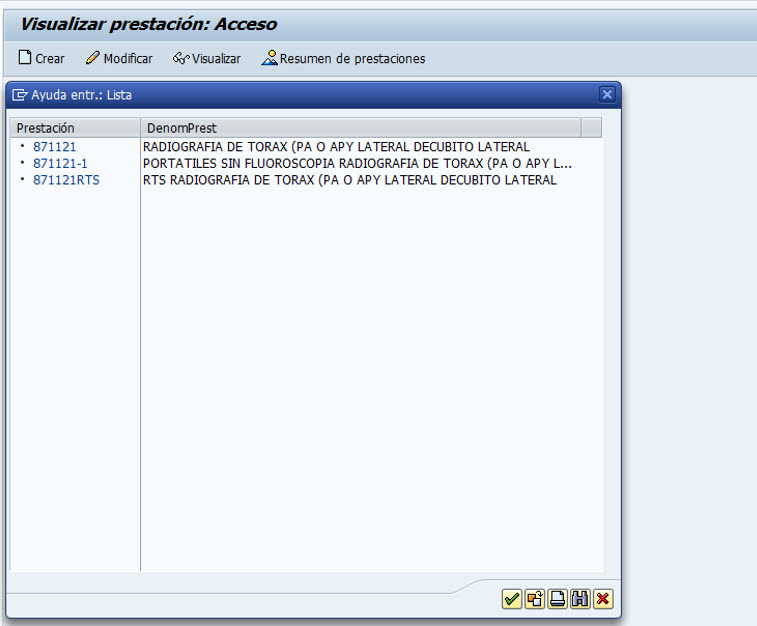 Visualizar prestación: Acceso
Crear Modificar Visualizar Resumen de prestaciones
Ayuda entr.: Lista
Prestación DenomPrest
871121 RADIOGRAFIA DE TORAX (PA O APY LATERAL DECUBITO LATERAL
871121-1 PORTATILES SIN FLUOROSCOPIA RADIOGRAFIA DE TORAX (PA O APY L...
871121RTS RTS RADIOGRAFIA DE TORAX (PA O APY LATERAL DECUBITO LATERAL